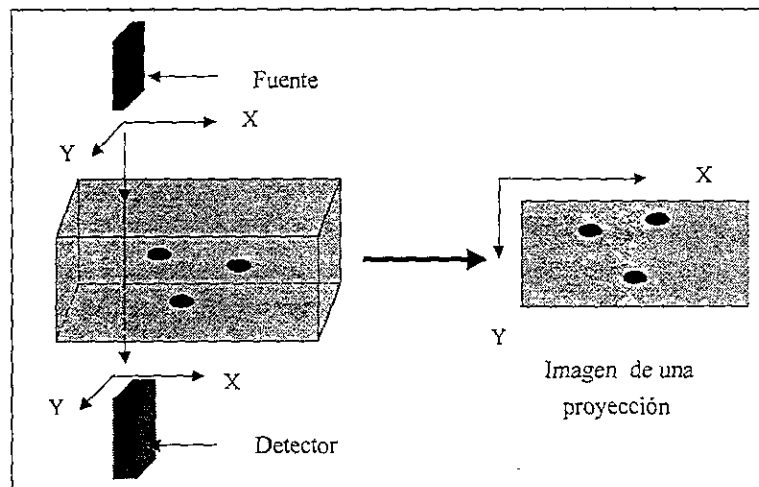 Fuente
X
Y
X
Y
X
Y
Imagen de una
proyección
Detector